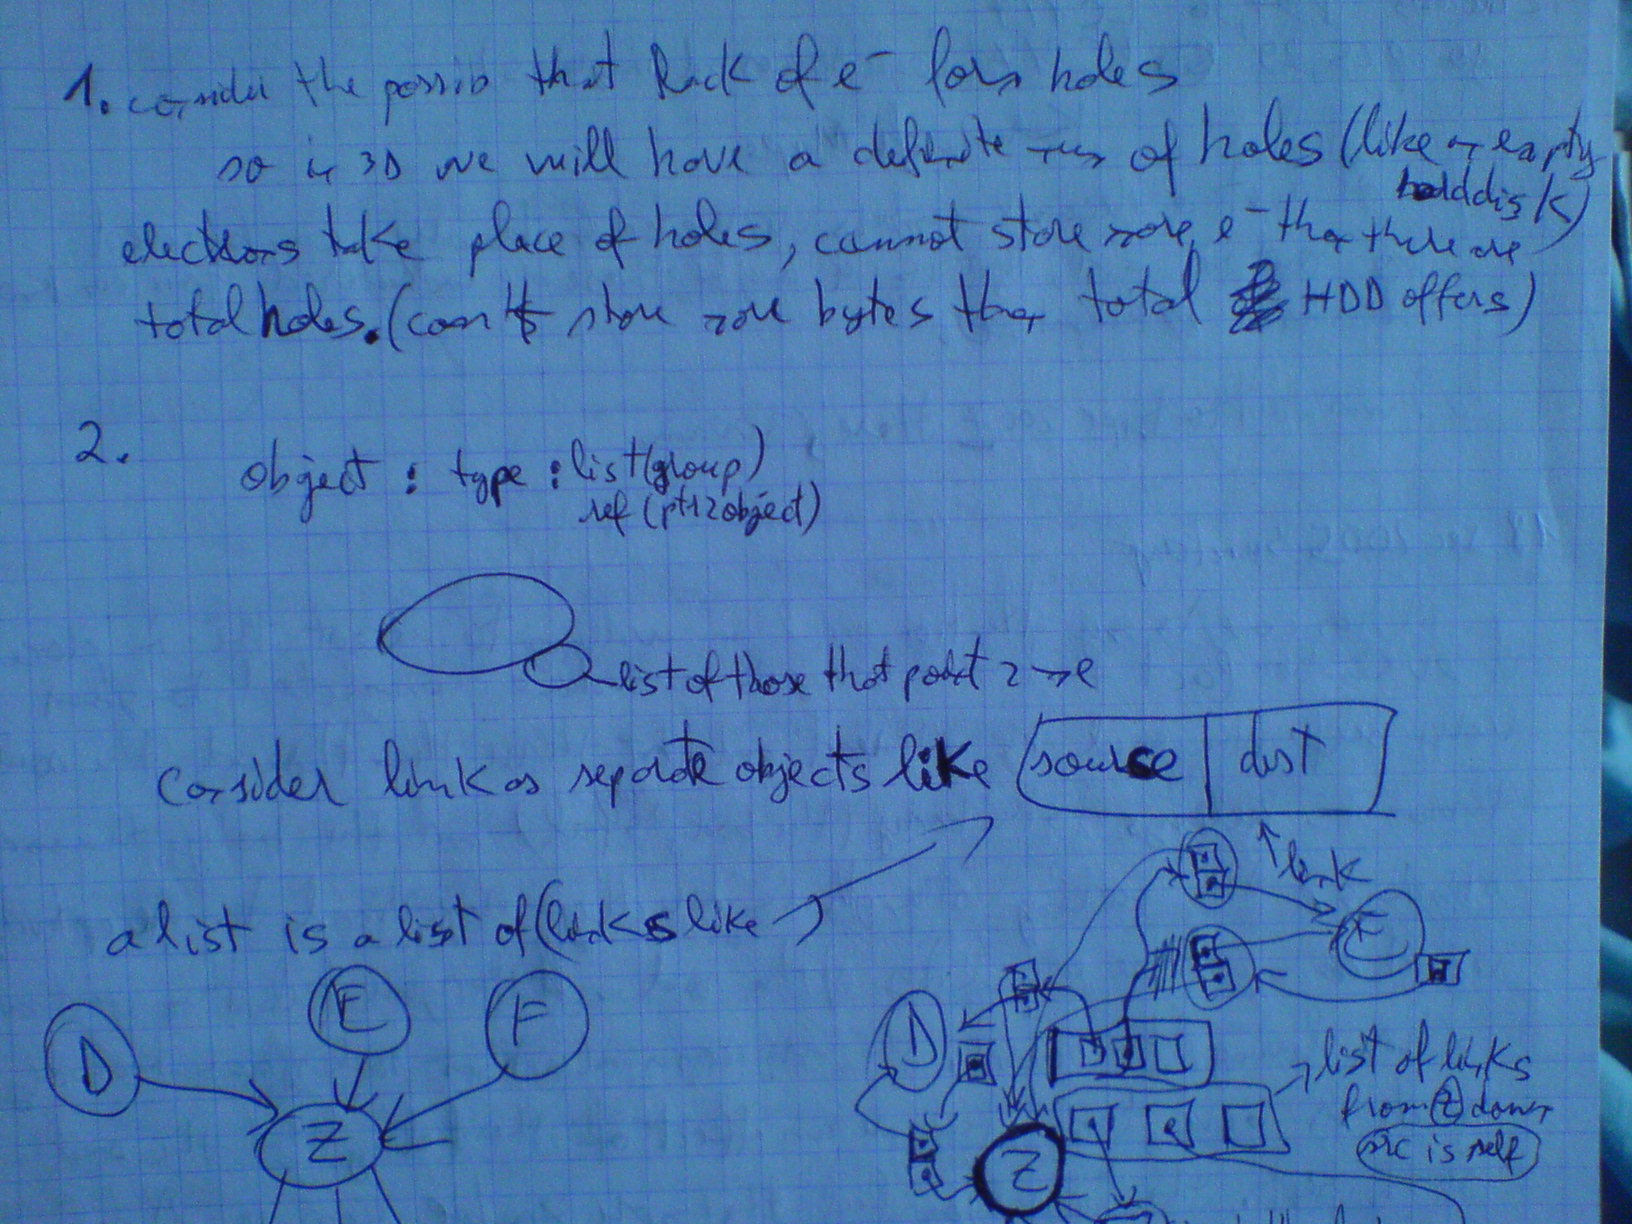 1. consider the possib that lack of e⁻ forms holes
so in 3D we will have a definite num of holes (like an empty
harddisk)
electrons take place of holes, cannot store more e⁻ than there are
total holes. (can't store more bytes than total HDD offers)
2.
object : type : list(group)
ref (ptr2object)
list of those that point 2 me
Consider link as separate objects like source | dest
↑ link
a list is a list of (links like
E
F
F
D
D
list of links
from Z down
src is self
Z
Z